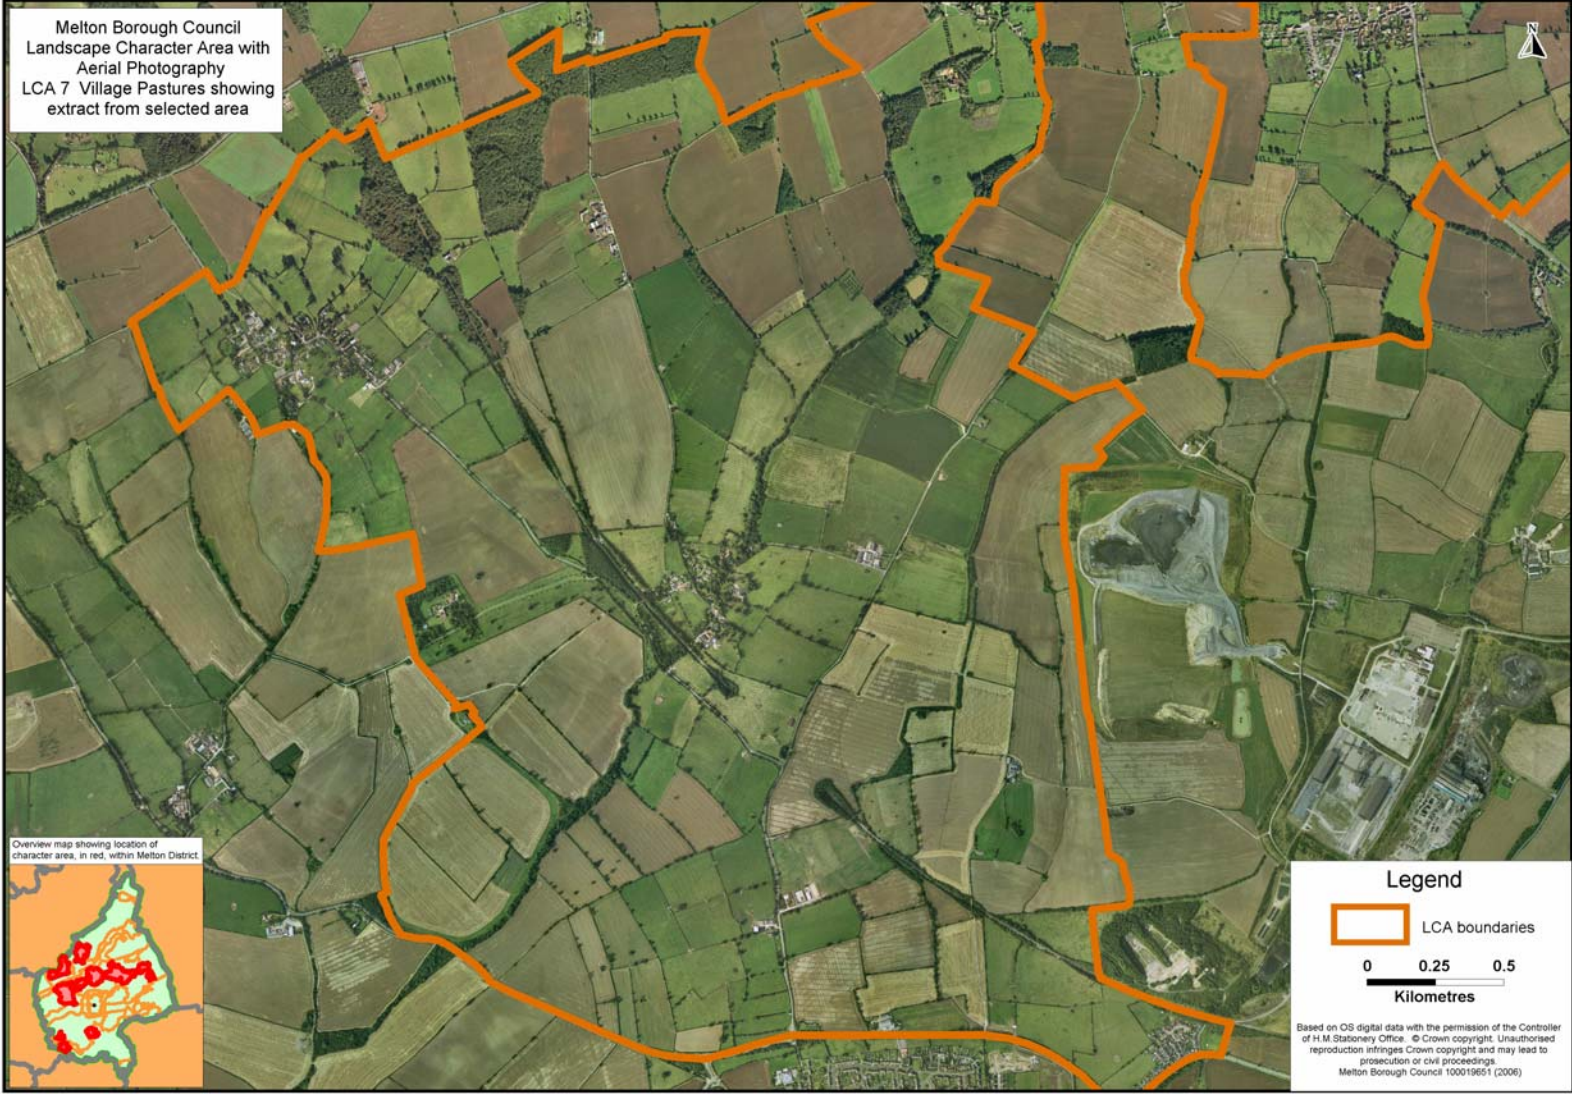 Melton Borough Council
Landscape Character Area with
Aerial Photography
LCA 7 Village Pastures showing
extract from selected area
N
Overview map showing location of
character area, in red, within Melton District.
Legend
LCA boundaries
0 0.25 0.5
Kilometres
Based on OS digital data with the permission of the Controller
of H.M.Stationery Office. © Crown copyright. Unauthorised
reproduction infringes Crown copyright and may lead to
prosecution or civil proceedings.
Melton Borough Council 100019651 (2006)